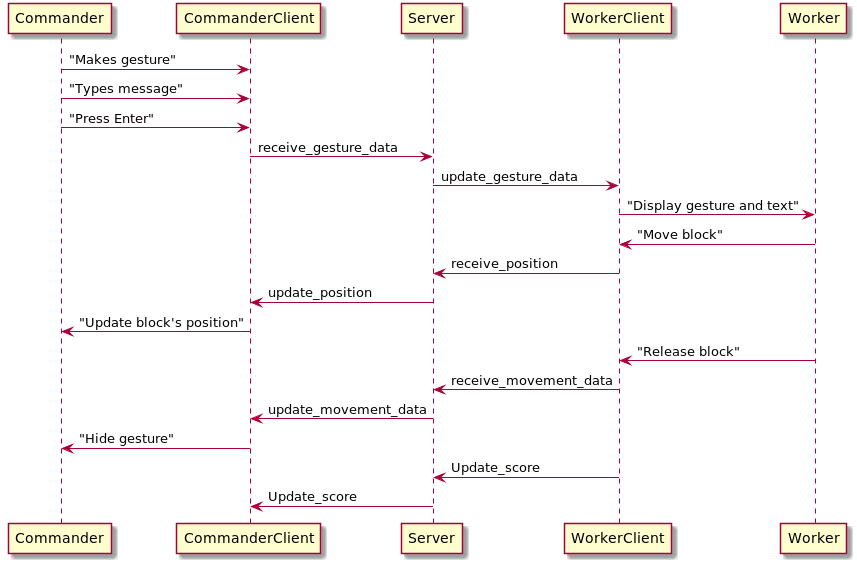 Commander CommanderClient Server WorkerClient Worker
"Makes gesture"
"Types message"
"Press Enter"
receive_gesture_data
update_gesture_data
"Display gesture and text"
"Move block"
receive_position
update_position
"Update block's position"
"Release block"
receive_movement_data
update_movement_data
"Hide gesture"
Update_score
Update_score
Commander CommanderClient Server WorkerClient Worker